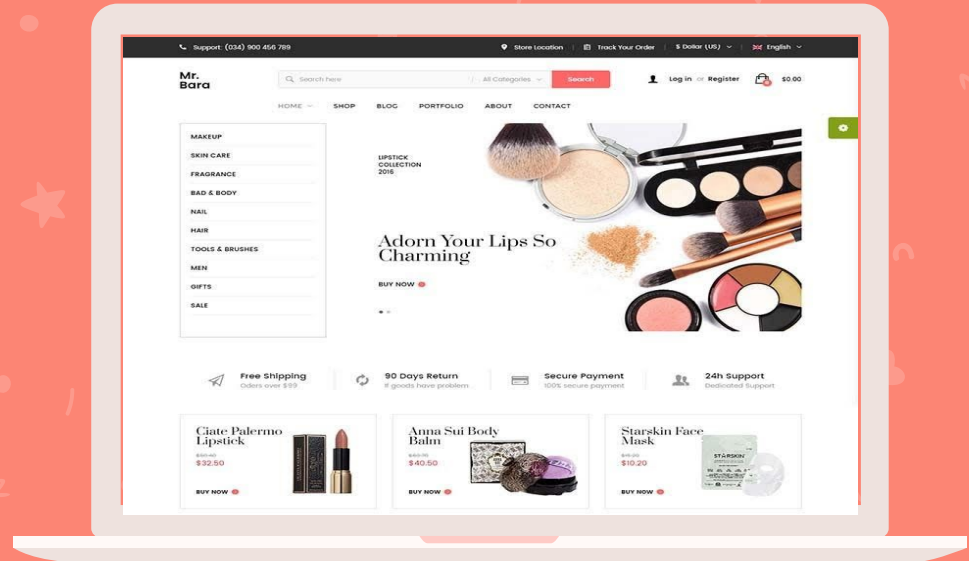 Support: (034) 900 456 789
Store Location
Track Your Order
$ Dollar (US)
English
Mr.
Bara
Search here
All Categories
Search
Log in or Register
$0.00
HOME
SHOP
BLOG
PORTFOLIO
ABOUT
CONTACT
MAKEUP
SKIN CARE
FRAGRANCE
BAD & BODY
NAIL
HAIR
TOOLS & BRUSHES
MEN
GIFTS
SALE
LIPSTICK
COLLECTION
2016
Adorn Your Lips So
Charming
BUY NOW
Free Shipping
Oders over $99
90 Days Return
If goods have problem
Secure Payment
100% secure payment
24h Support
Dedicated Support
Ciate Palermo
Lipstick
$32.50
BUY NOW
Anna Sui Body
Balm
$40.50
BUY NOW
Starskin Face
Mask
$10.20
BUY NOW
STARSKIN